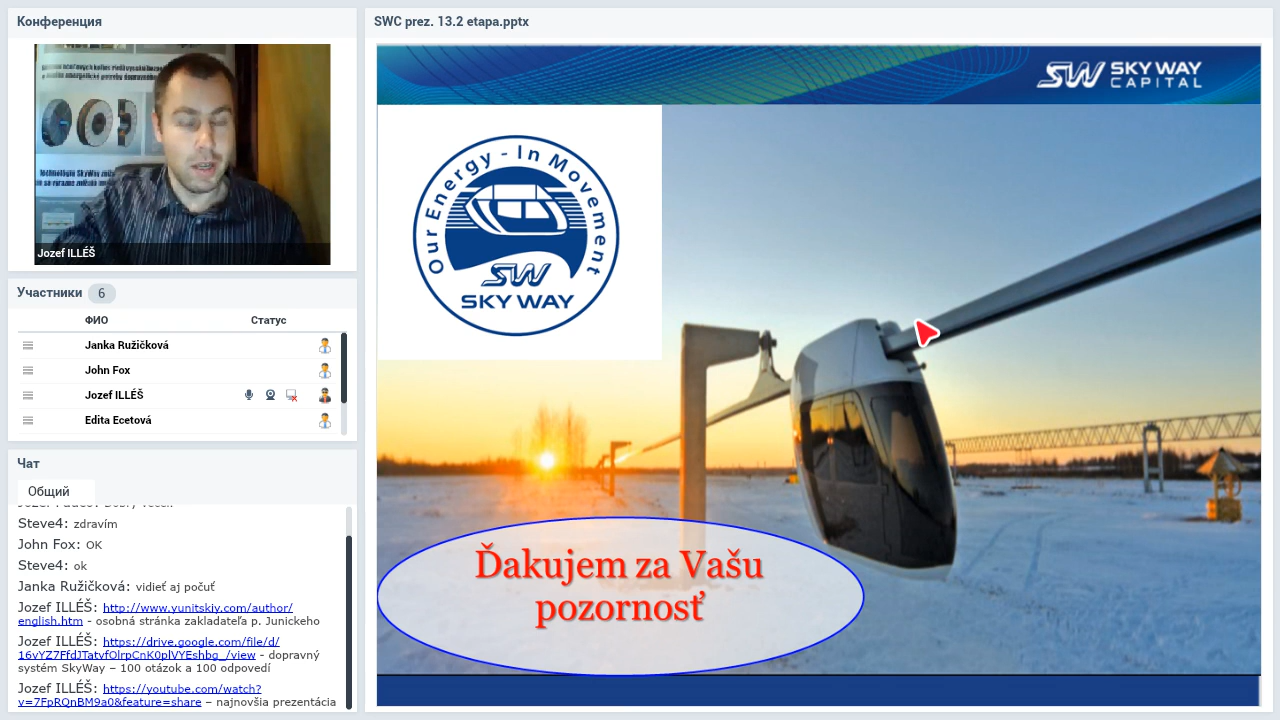 Конференция
Jozef ILLÉŠ
Участники 6
ФИО Статус
Janka Ružičková
John Fox
Jozef ILLÉŠ
Edita Ecetová
Чат
Общий
Steve4: zdravím
John Fox: OK
Steve4: ok
Janka Ružičková: vidieť aj počuť
Jozef ILLÉŠ: http://www.yunitskiy.com/author/
english.htm - osobná stránka zakladateľa p. Junickeho
Jozef ILLÉŠ: https://drive.google.com/file/d/
16vYZ7FfdJTatvfOlrpCnK0plVYEshbg_/view - dopravný
systém SkyWay – 100 otázok a 100 odpovedí
Jozef ILLÉŠ: https://youtube.com/watch?
v=7FpRQnBM9a0&feature=share – najnovšia prezentácia
SWC prez. 13.2 etapa.pptx
SW SKY WAY
CAPITAL
Our Energy - In Movement
SW
SKY WAY
Ďakujem za Vašu
pozornosť